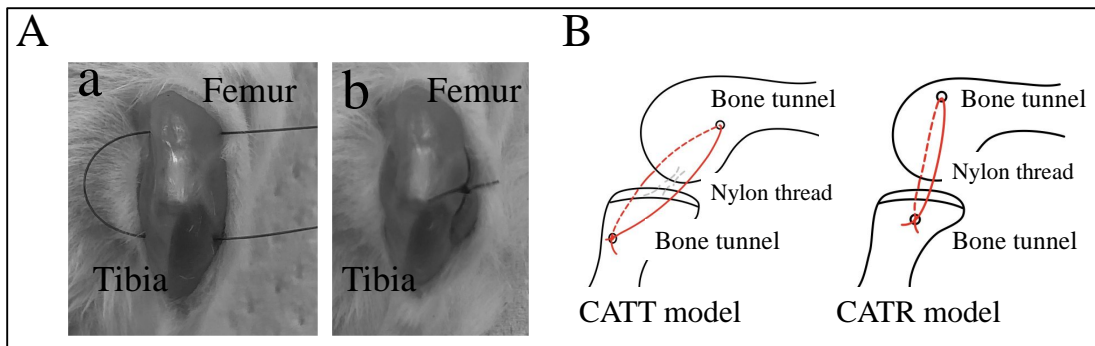 A
B
a
Femur
Tibia
b
Femur
Tibia
Bone tunnel
Nylon thread
Bone tunnel
CATT model
Bone tunnel
Nylon thread
Bone tunnel
CATR model